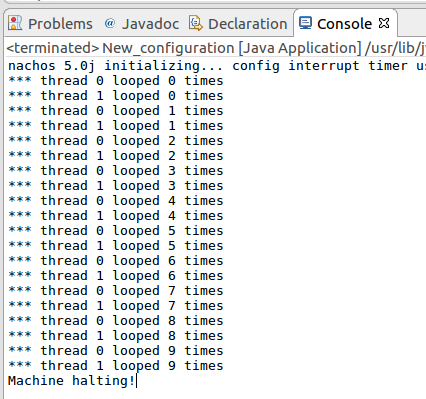 Problems @ Javadoc Declaration Console
<terminated> New_configuration [Java Application] /usr/lib/
nachos 5.0j initializing... config interrupt timer
*** thread 0 looped 0 times
*** thread 1 looped 0 times
*** thread 0 looped 1 times
*** thread 1 looped 1 times
*** thread 0 looped 2 times
*** thread 1 looped 2 times
*** thread 0 looped 3 times
*** thread 1 looped 3 times
*** thread 0 looped 4 times
*** thread 1 looped 4 times
*** thread 0 looped 5 times
*** thread 1 looped 5 times
*** thread 0 looped 6 times
*** thread 1 looped 6 times
*** thread 0 looped 7 times
*** thread 1 looped 7 times
*** thread 0 looped 8 times
*** thread 1 looped 8 times
*** thread 0 looped 9 times
*** thread 1 looped 9 times
Machine halting!